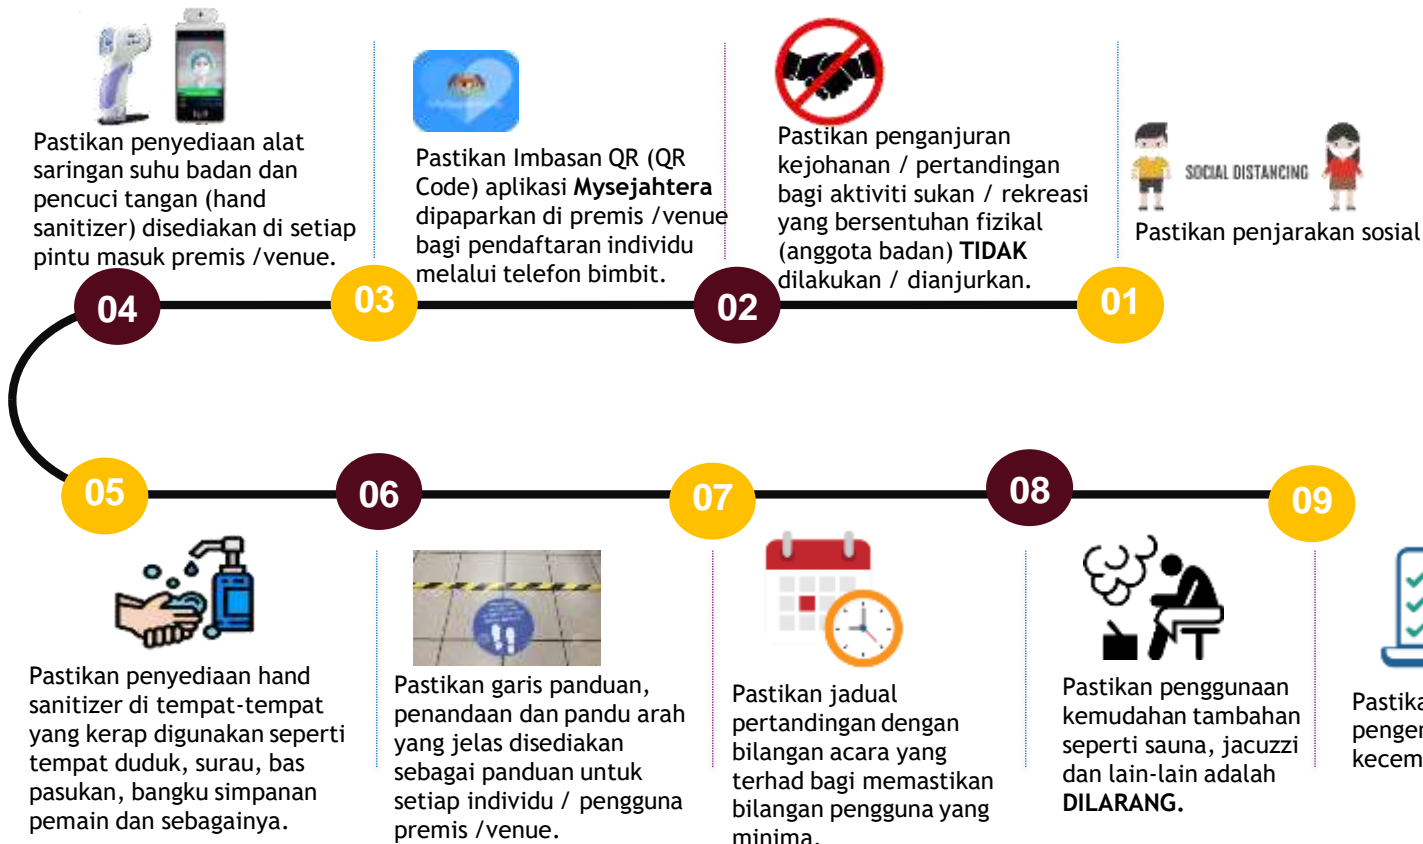 Pastikan penyediaan alat
saringan suhu badan dan
pencuci tangan (hand
sanitizer) disediakan di setiap
pintu masuk premis /venue.
Pastikan Imbasan QR (QR
Code) aplikasi Mysejahtera
dipaparkan di premis /venue
bagi pendaftaran individu
melalui telefon bimbit.
Pastikan penganjuran
kejohanan / pertandingan
bagi aktiviti sukan / rekreasi
yang bersentuhan fizikal
(anggota badan) TIDAK
dilakukan / dianjurkan.
SOCIAL DISTANCING
Pastikan penjarakan sosial
04
03
02
01
05
06
07
08
09
Pastikan penyediaan hand
sanitizer di tempat-tempat
yang kerap digunakan seperti
tempat duduk, surau, bas
pasukan, bangku simpanan
pemain dan sebagainya.
Pastikan garis panduan,
penandaan dan pandu arah
yang jelas disediakan
sebagai panduan untuk
setiap individu / pengguna
premis /venue.
Pastikan jadual
pertandingan dengan
bilangan acara yang
terhad bagi memastikan
bilangan pengguna yang
minima.
Pastikan penggunaan
kemudahan tambahan
seperti sauna, jacuzzi
dan lain-lain adalah
DILARANG.